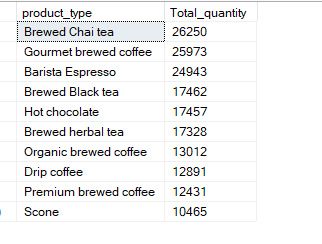 product_type Total_quantity
Brewed Chai tea 26250
Gourmet brewed coffee 25973
Barista Espresso 24943
Brewed Black tea 17462
Hot chocolate 17457
Brewed herbal tea 17328
Organic brewed coffee 13012
Drip coffee 12891
Premium brewed coffee 12431
Scone 10465